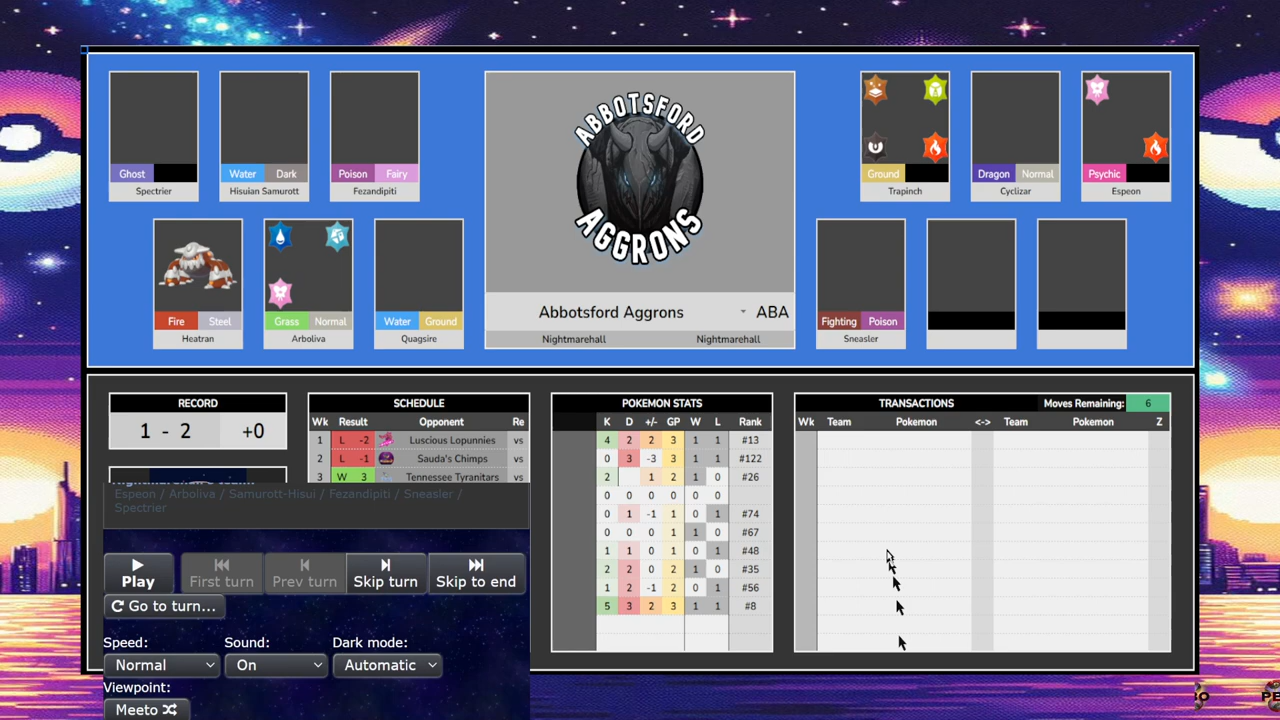 ABBOTSFORD
AGGRONS
Abbotsford Aggrons ABA
Nightmarehall Nightmarehall
Ghost
Spectrier
Water Dark
Hisuian Samurott
Poison Fairy
Fezandipiti
Fire Steel
Heatran
Grass Normal
Arboliva
Water Ground
Quagsire
Ground
Trapinch
Dragon Normal
Cyclizar
Psychic
Espeon
Fighting Poison
Sneasler
RECORD
1 - 2 +0
SCHEDULE
Wk Result Opponent Re
1 L -2 Luscious Lopunnies vs
2 L -1 Sauda's Chimps vs
3 W 3 Tennessee Tyranitars vs
POKEMON STATS
K D +/- GP W L Rank
4 2 2 3 1 1 #13
0 3 -3 3 1 1 #122
2 1 2 1 0 #26
0 0 0 0 0 0
0 1 -1 1 0 1 #74
0 0 0 1 1 0 #67
1 1 0 1 0 1 #48
2 2 0 2 1 0 #35
1 2 -1 2 0 1 #56
5 3 2 3 1 1 #8
TRANSACTIONS Moves Remaining: 6
Wk Team Pokemon <-> Team Pokemon Z
Espeon / Arboliva / Samurott-Hisui / Fezandipiti / Sneasler /
Spectrier
Play First turn Prev turn Skip turn Skip to end
Go to turn...
Speed: Sound: Dark mode:
Normal On Automatic
Viewpoint:
Meeto